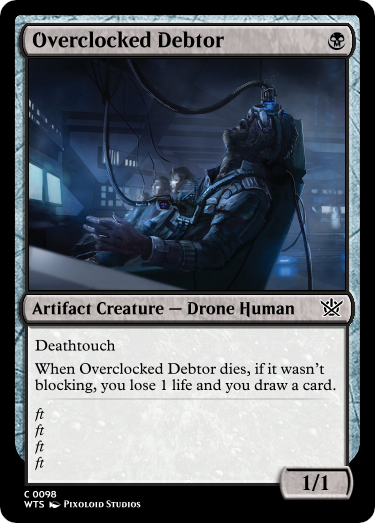 Overclocked Debtor
Artifact Creature — Drone Human
Deathtouch
When Overclocked Debtor dies, if it wasn't
blocking, you lose 1 life and you draw a card.
ft
ft
ft
ft
1/1
C 0098
WTS Pixoloid Studios